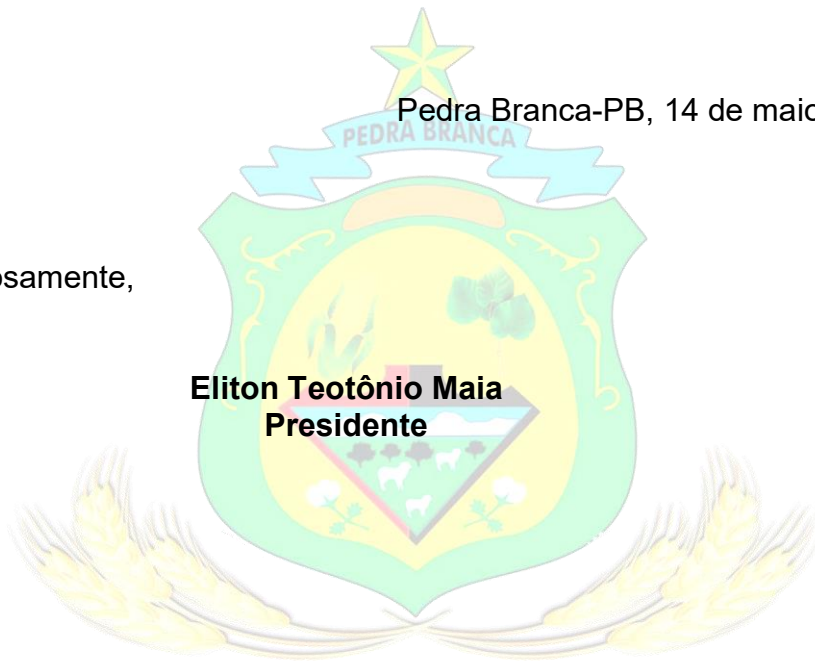 Pedra Branca-PB, 14 de maio
PEDRA BRANCA
osamente,
Eliton Teotônio Maia
Presidente